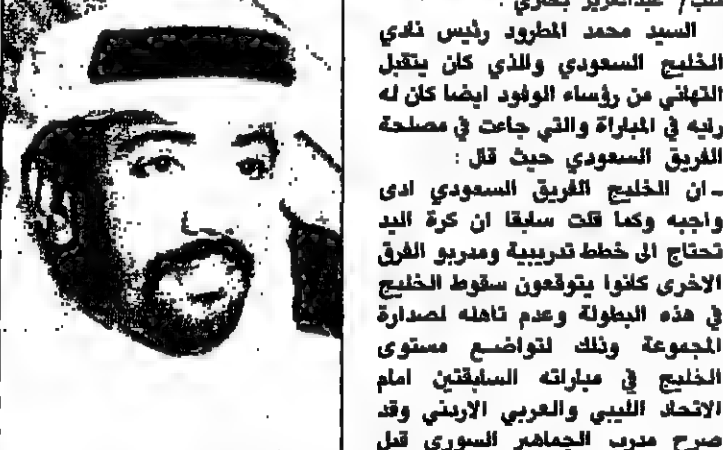 كتب/ عبدالعزيز بخاري :
السيد محمد المطرود رئيس نادي
الخليج السعودي والذي كان يتقبل
التهاني من رؤساء الوفود ايضا كان له
رايه في المباراة والتي جاءت في مصلحة
الفريق السعودي حيث قال :
ـ ان الخليج الفريق السعودي ادى
واجبه وكما قلت سابقا ان كرة اليد
تحتاج الى خطط تدريبية ومدربو الفرق
الاخرى كانوا يتوقعون سقوط الخليج
في هذه البطولة وعدم تاهله لصدارة
المجموعة وذلك لتواضع مستوى
الخليج في مباراته السابقتين امام
الاتحاد الليبي والعربي الاردني وقد
صرح مدرب الجماهير السوري قبل